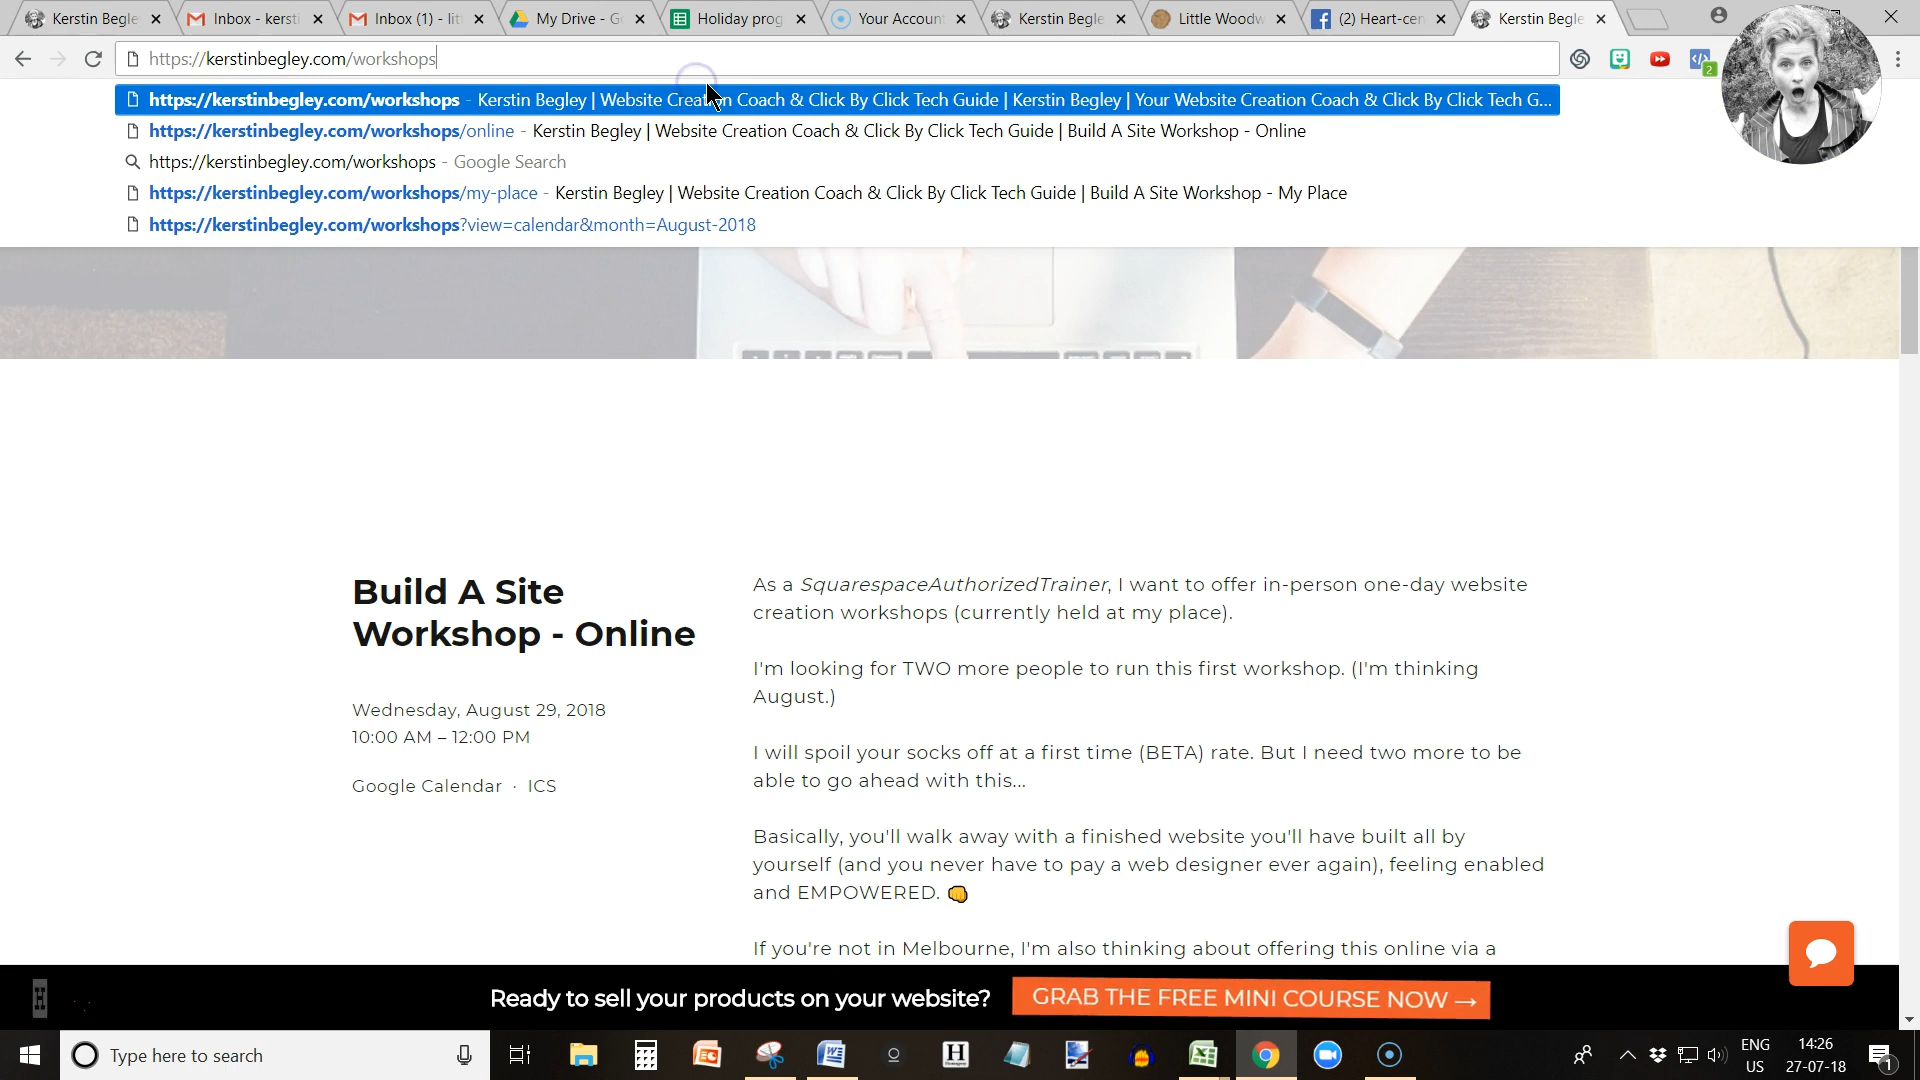 Kerstin Begle
Inbox - kersti
Inbox (1) - lit
My Drive - G
Holiday prog
Your Account
Kerstin Begle
Little Woodw
(2) Heart-cen
Kerstin Begle
https://kerstinbegley.com/workshops
2
https://kerstinbegley.com/workshops - Kerstin Begley | Website Creation Coach & Click By Click Tech Guide | Kerstin Begley | Your Website Creation Coach & Click By Click Tech G...
https://kerstinbegley.com/workshops/online - Kerstin Begley | Website Creation Coach & Click By Click Tech Guide | Build A Site Workshop - Online
https://kerstinbegley.com/workshops - Google Search
https://kerstinbegley.com/workshops/my-place - Kerstin Begley | Website Creation Coach & Click By Click Tech Guide | Build A Site Workshop - My Place
https://kerstinbegley.com/workshops?view=calendar&month=August-2018
Build A Site
Workshop - Online
Wednesday, August 29, 2018
10:00 AM – 12:00 PM
Google Calendar · ICS
As a SquarespaceAuthorizedTrainer, I want to offer in-person one-day website
creation workshops (currently held at my place).
I'm looking for TWO more people to run this first workshop. (I'm thinking
August.)
I will spoil your socks off at a first time (BETA) rate. But I need two more to be
able to go ahead with this...
Basically, you'll walk away with a finished website you'll have built all by
yourself (and you never have to pay a web designer ever again), feeling enabled
and EMPOWERED. 👊
If you're not in Melbourne, I'm also thinking about offering this online via a
H
Ready to sell your products on your website?
GRAB THE FREE MINI COURSE NOW →
Type here to search
H
ENG
US
14:26
27-07-18
1